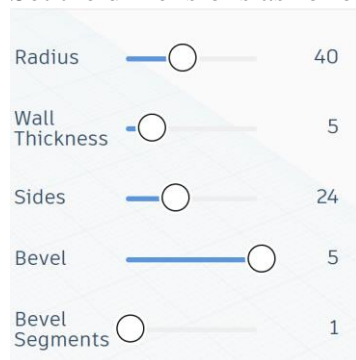 Radius 40
Wall
Thickness 5
Sides 24
Bevel 5
Bevel
Segments 1